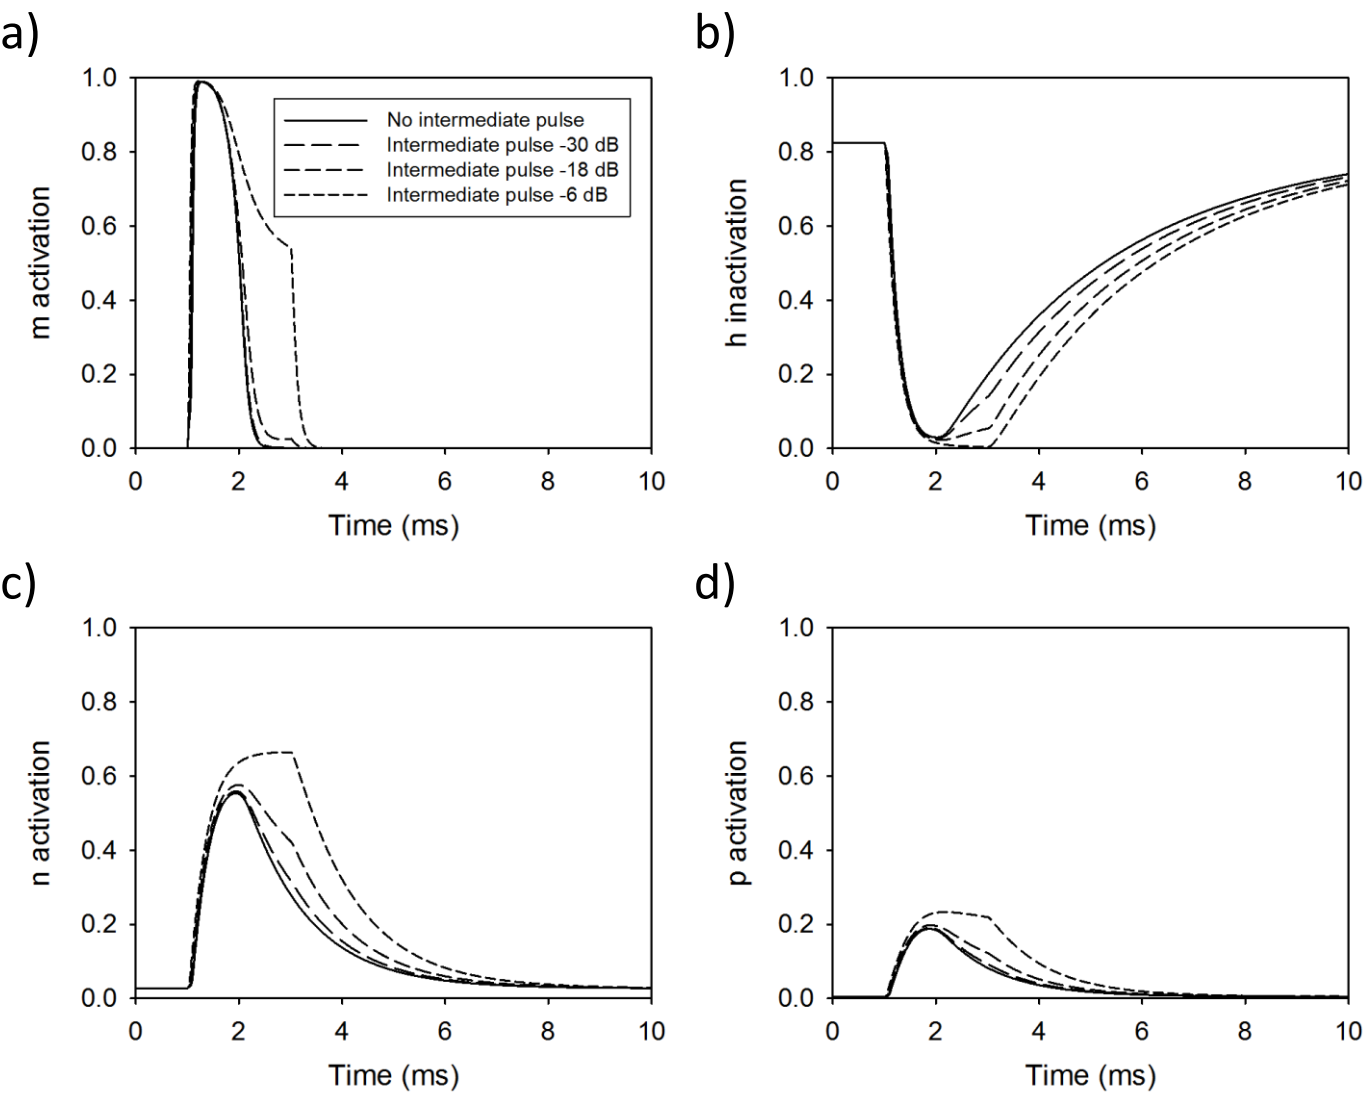 a)
1.0
0.8
0.6
0.4
0.2
0.0
m activation
No intermediate pulse
Intermediate pulse -30 dB
Intermediate pulse -18 dB
Intermediate pulse -6 dB
0 2 4 6 8 10
Time (ms)
b)
1.0
0.8
0.6
0.4
0.2
0.0
h inactivation
0 2 4 6 8 10
Time (ms)
c)
1.0
0.8
0.6
0.4
0.2
0.0
n activation
0 2 4 6 8 10
Time (ms)
d)
1.0
0.8
0.6
0.4
0.2
0.0
p activation
0 2 4 6 8 10
Time (ms)